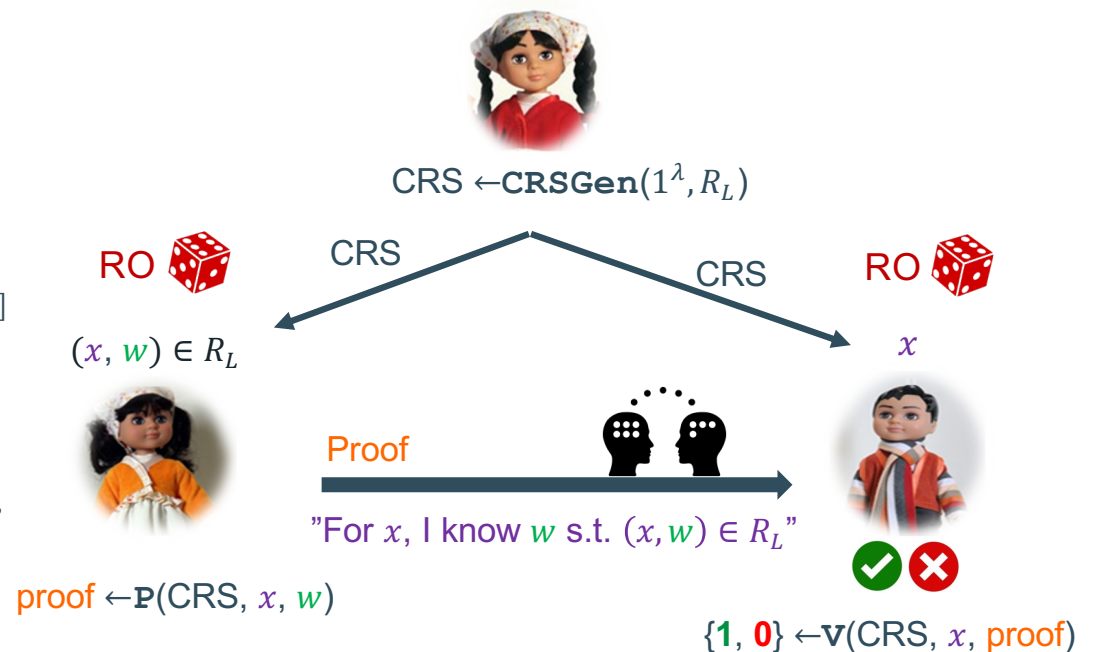 CRS ←CRSGen(1^λ, R_L)
CRS
CRS
RO
RO
]
(x, w) ∈ R_L
x
Proof
”For x, I know w s.t. (x,w) ∈ R_L”
proof ←P(CRS, x, w)
{1, 0} ←V(CRS, x, proof)